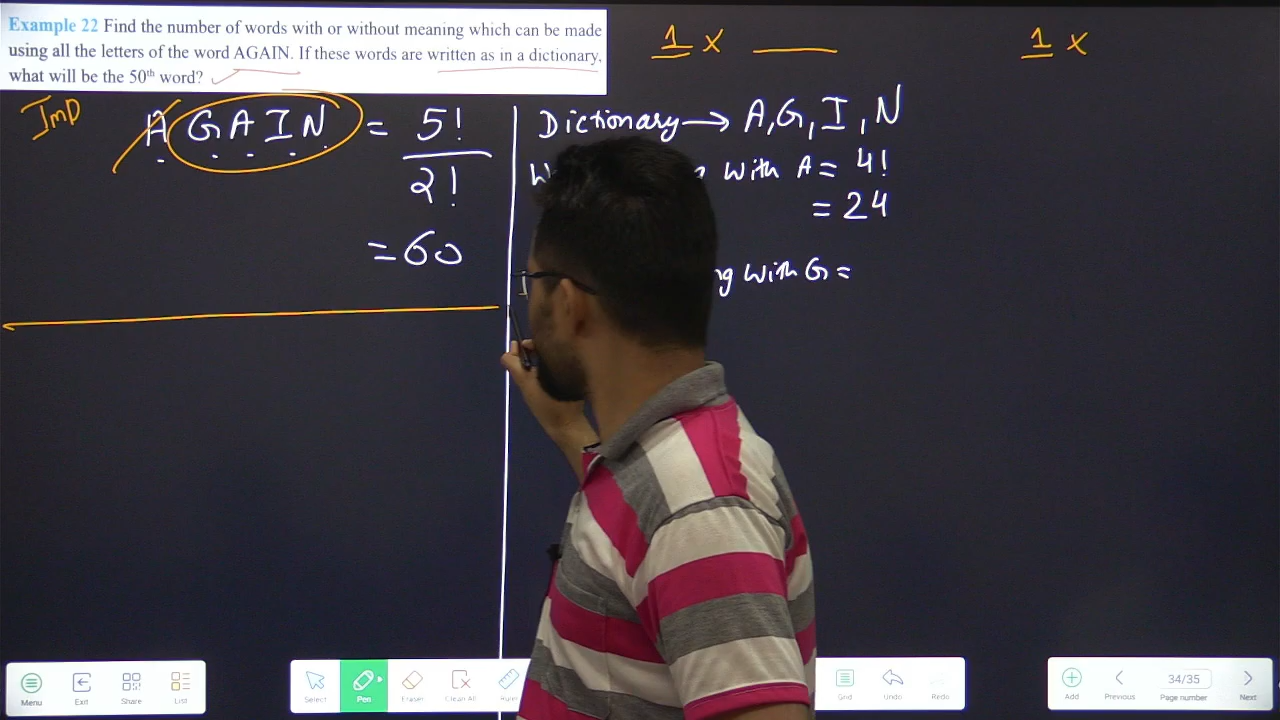 Example 22 Find the number of words with or without meaning which can be made
using all the letters of the word AGAIN. If these words are written as in a dictionary,
what will be the 50th word?
1 x
1 x
Imp
A G A I N = 5!
2!
= 60
Dictionary → A, G, I, N
with A = 4!
= 24
with G =
Menu
Exit
Share
List
Select
Pen
Eraser
Clean All
Ruler
Grid
Undo
Redo
Add
Previous
34/35
Page number
Next